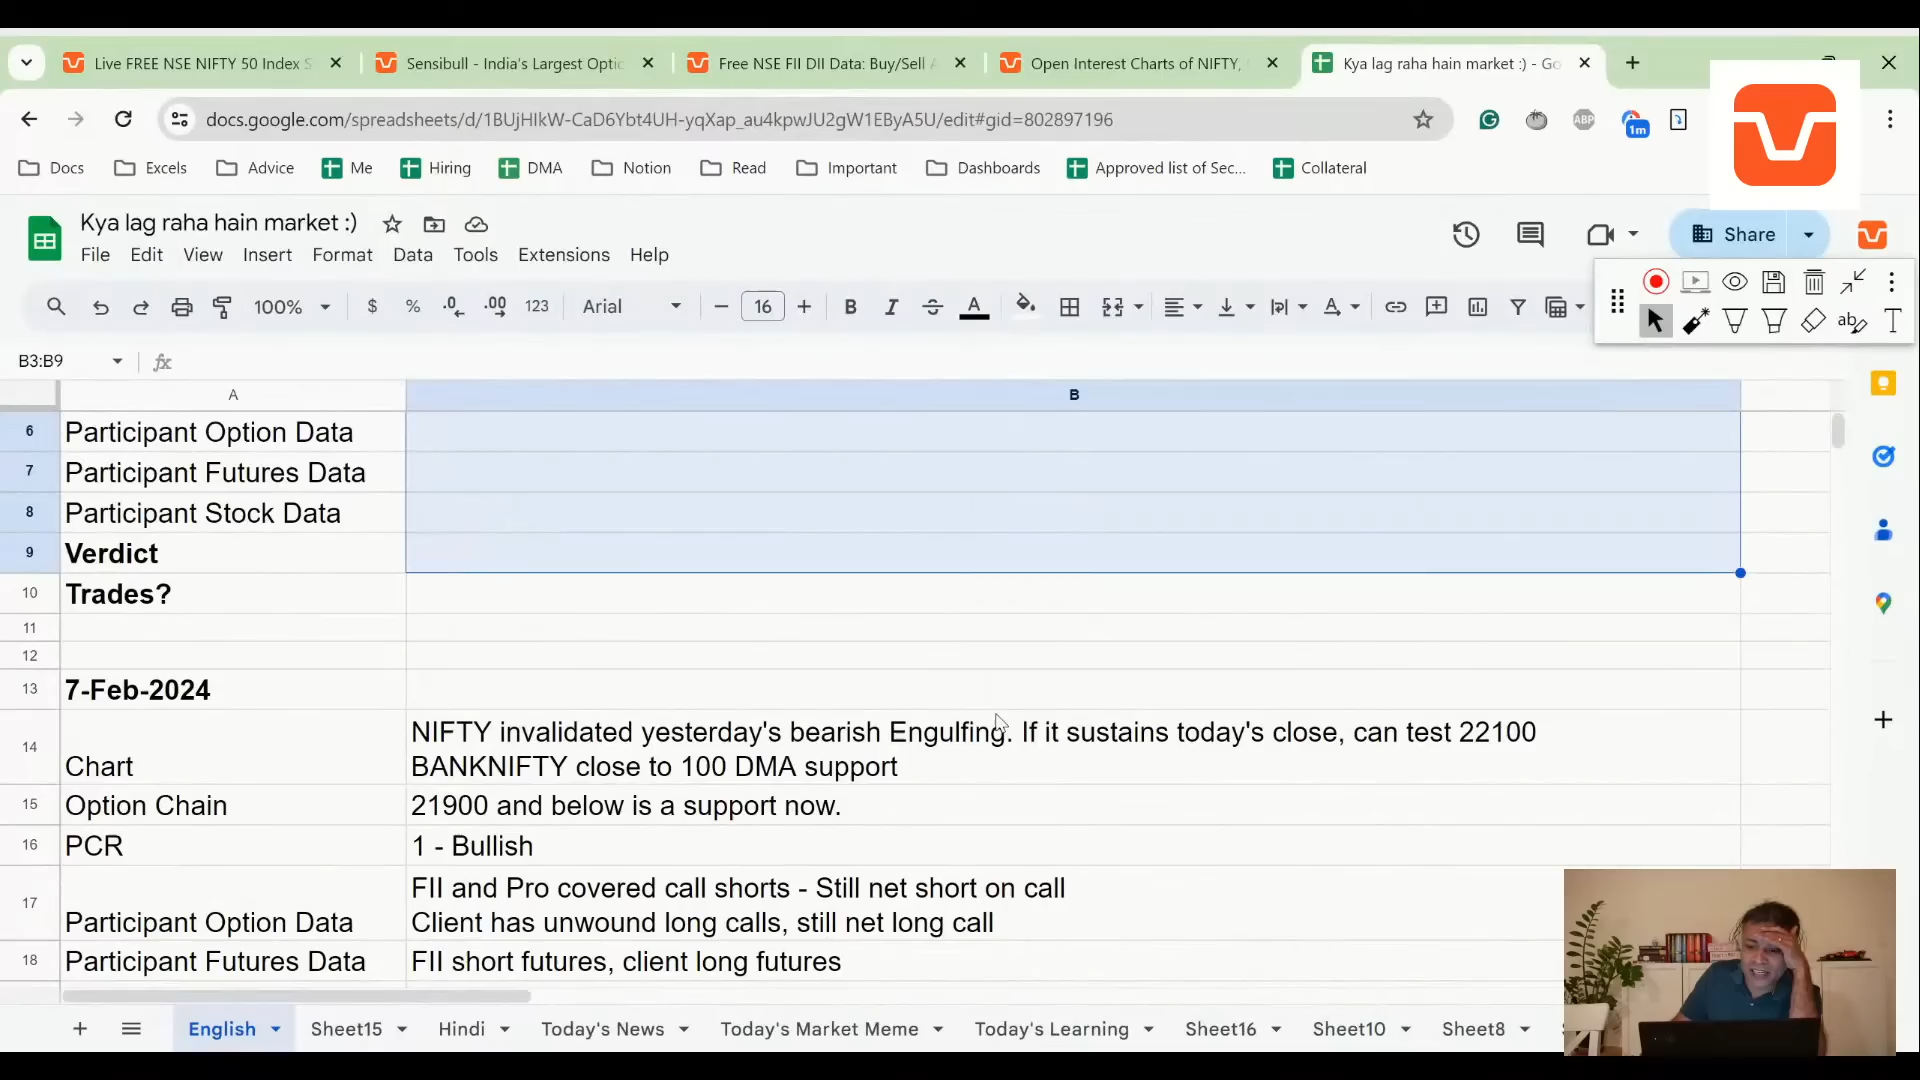 Live FREE NSE NIFTY 50 Index S
Sensibull - India's Largest Optic
Free NSE FII DII Data: Buy/Sell A
Open Interest Charts of NIFTY,
Kya lag raha hain market :) - Go
docs.google.com/spreadsheets/d/1BUjHIkW-CaD6Ybt4UH-yqXap_au4kpwJU2gW1EByA5U/edit#gid=802897196
ABP
1m
Docs
Excels
Advice
Me
Hiring
DMA
Notion
Read
Important
Dashboards
Approved list of Sec...
Collateral
Kya lag raha hain market :)
File Edit View Insert Format Data Tools Extensions Help
Share
100%
$ % .0 .00 123
Arial
16
B I A
ab
T
B3:B9
fx
A B
6 Participant Option Data
7 Participant Futures Data
8 Participant Stock Data
9 Verdict
10 Trades?
11
12
13 7-Feb-2024
NIFTY invalidated yesterday's bearish Engulfing. If it sustains today's close, can test 22100
14 Chart BANKNIFTY close to 100 DMA support
15 Option Chain 21900 and below is a support now.
16 PCR 1 - Bullish
FII and Pro covered call shorts - Still net short on call
17 Participant Option Data Client has unwound long calls, still net long call
18 Participant Futures Data FII short futures, client long futures
English
Sheet15
Hindi
Today's News
Today's Market Meme
Today's Learning
Sheet16
Sheet10
Sheet8